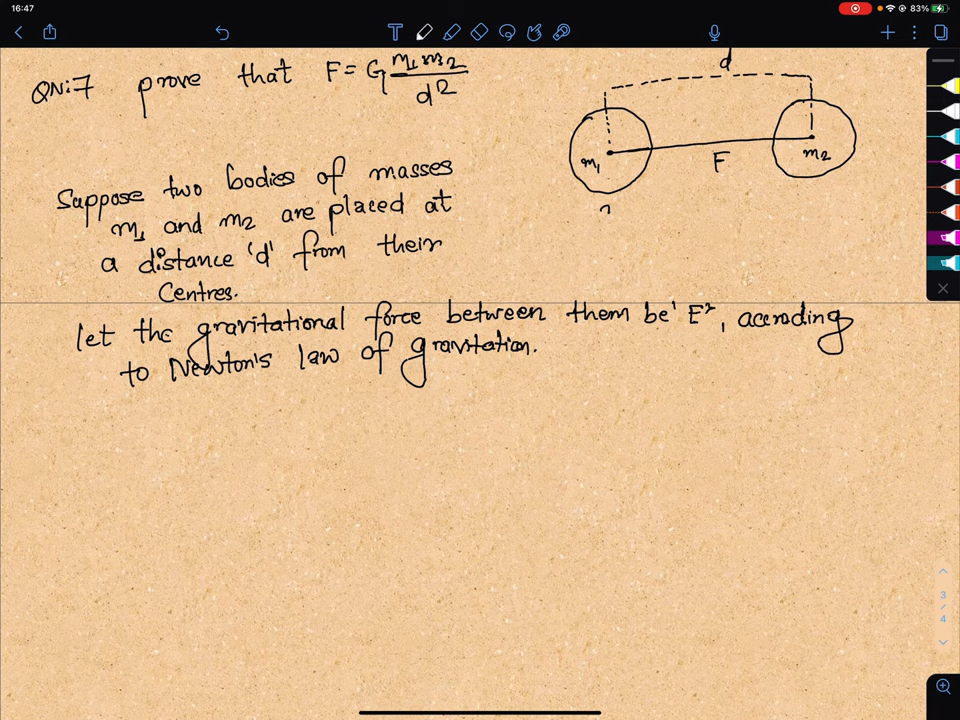 16:47
83%
QN:7 prove that F = G m1 x m2 / d2
d
m1
F
m2
Suppose two bodies of masses
m1 and m2 are placed at
a distance 'd' from their
Centres.
let the gravitational force between them be 'F', according
to Newton's law of gravitation.
3
/
4